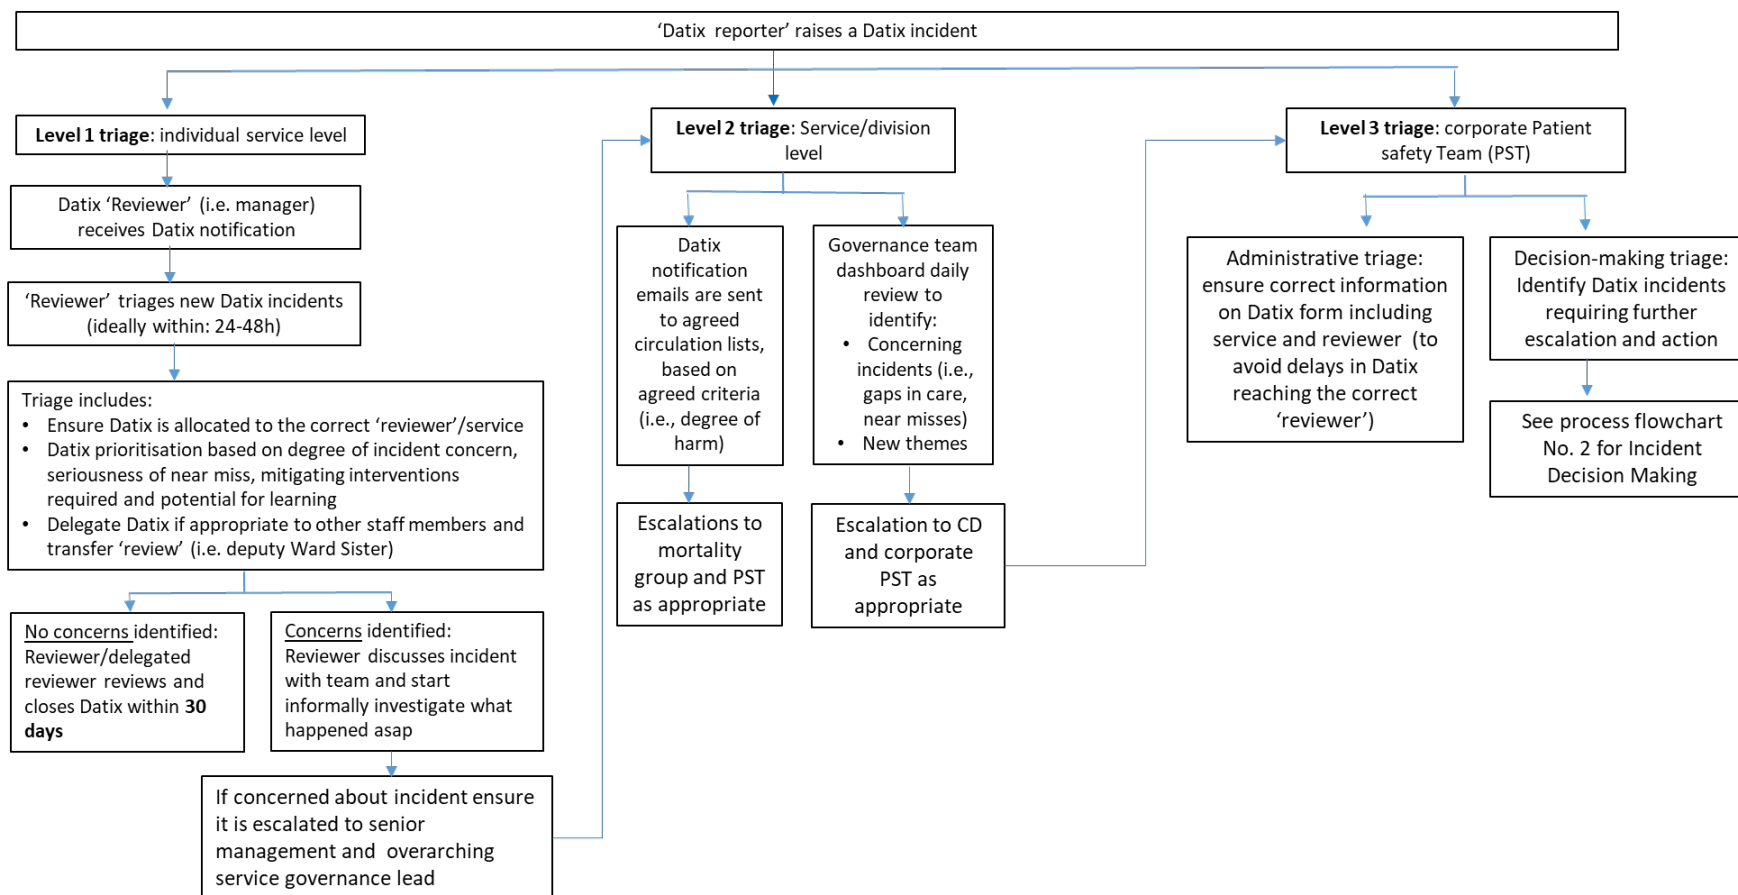 ‘Datix reporter’ raises a Datix incident
Level 1 triage: individual service level
Datix ‘Reviewer’ (i.e. manager)
receives Datix notification
‘Reviewer’ triages new Datix incidents
(ideally within: 24-48h)
Triage includes:
• Ensure Datix is allocated to the correct ‘reviewer’/service
• Datix prioritisation based on degree of incident concern,
seriousness of near miss, mitigating interventions
required and potential for learning
• Delegate Datix if appropriate to other staff members and
transfer ‘review’ (i.e. deputy Ward Sister)
No concerns identified:
Reviewer/delegated
reviewer reviews and
closes Datix within 30
days
Concerns identified:
Reviewer discusses incident
with team and start
informally investigate what
happened asap
If concerned about incident ensure
it is escalated to senior
management and overarching
service governance lead
Level 2 triage: Service/division
level
Datix
notification
emails are sent
to agreed
circulation lists,
based on
agreed criteria
(i.e., degree of
harm)
Escalations to
mortality
group and PST
as appropriate
Governance team
dashboard daily
review to
identify:
• Concerning
incidents (i.e.,
gaps in care,
near misses)
• New themes
Escalation to CD
and corporate
PST as
appropriate
Level 3 triage: corporate Patient
safety Team (PST)
Administrative triage:
ensure correct information
on Datix form including
service and reviewer (to
avoid delays in Datix
reaching the correct
‘reviewer’)
Decision-making triage:
Identify Datix incidents
requiring further
escalation and action
See process flowchart
No. 2 for Incident
Decision Making